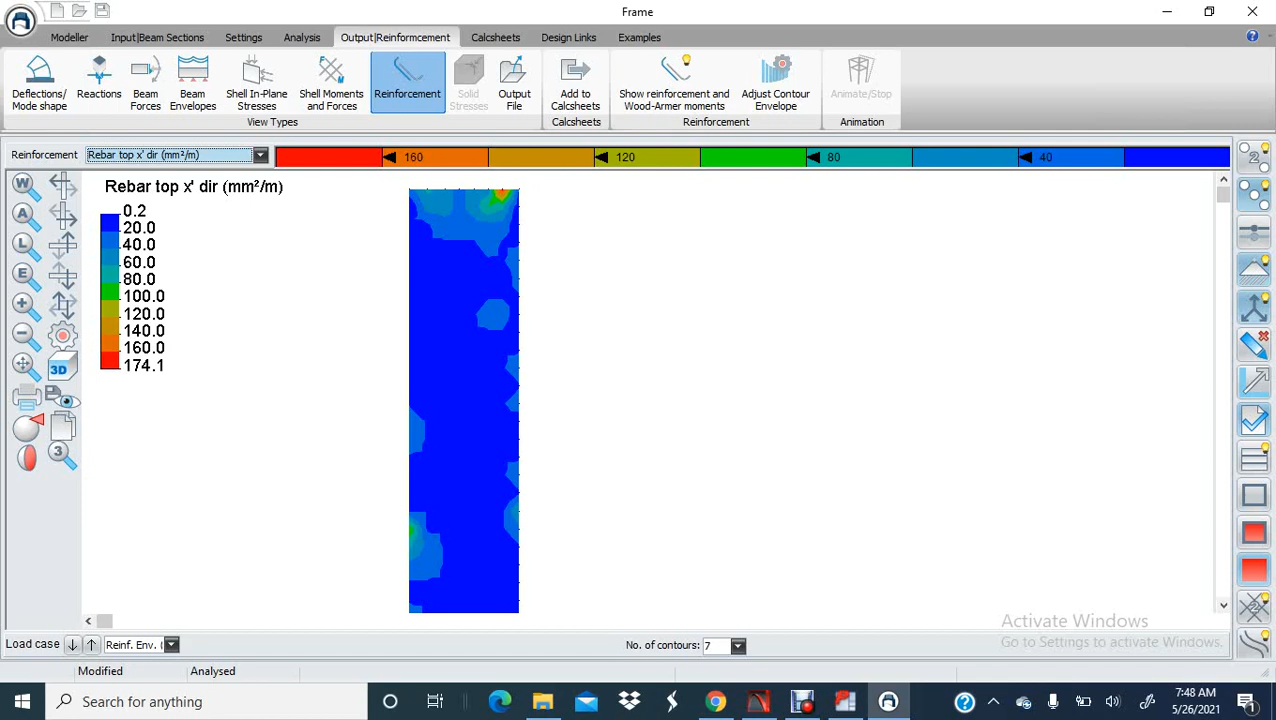 Frame
Modeller
Input|Beam Sections
Settings
Analysis
Output|Reinformcement
Calcsheets
Design Links
Examples
Deflections/
Mode shape
Reactions
Beam
Forces
Beam
Envelopes
Shell In-Plane
Stresses
Shell Moments
and Forces
Reinforcement
Solid
Stresses
Output
File
Add to
Calcsheets
Show reinforcement and
Wood-Armer moments
Adjust Contour
Envelope
Animate/Stop
View Types
Calcsheets
Reinforcement
Animation
Reinforcement
Rebar top x' dir (mm²/m)
160
120
80
40
Rebar top x' dir (mm²/m)
0.2
20.0
40.0
60.0
80.0
100.0
120.0
140.0
160.0
174.1
W
A
L
E
3D
3
2
2
Activate Windows
Go to Settings to activate Windows.
Load case
Reinf. Env. (
No. of contours:
7
Modified
Analysed
Search for anything
7:48 AM
5/26/2021
1